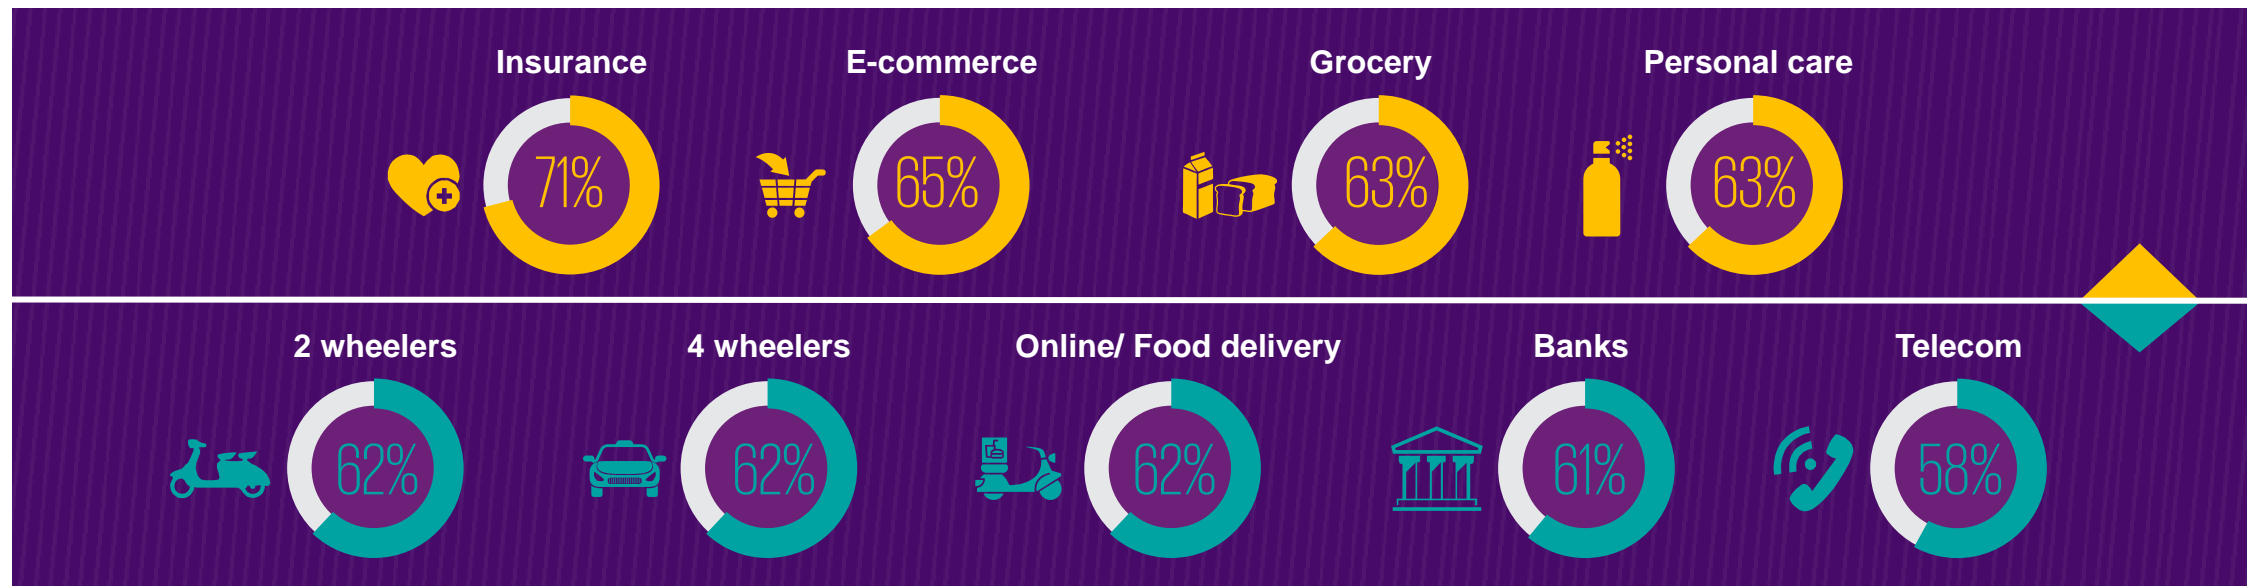 Insurance E-commerce Grocery Personal care
71% 65% 63% 63%
2 wheelers 4 wheelers Online/ Food delivery Banks Telecom
62% 62% 62% 61% 58%